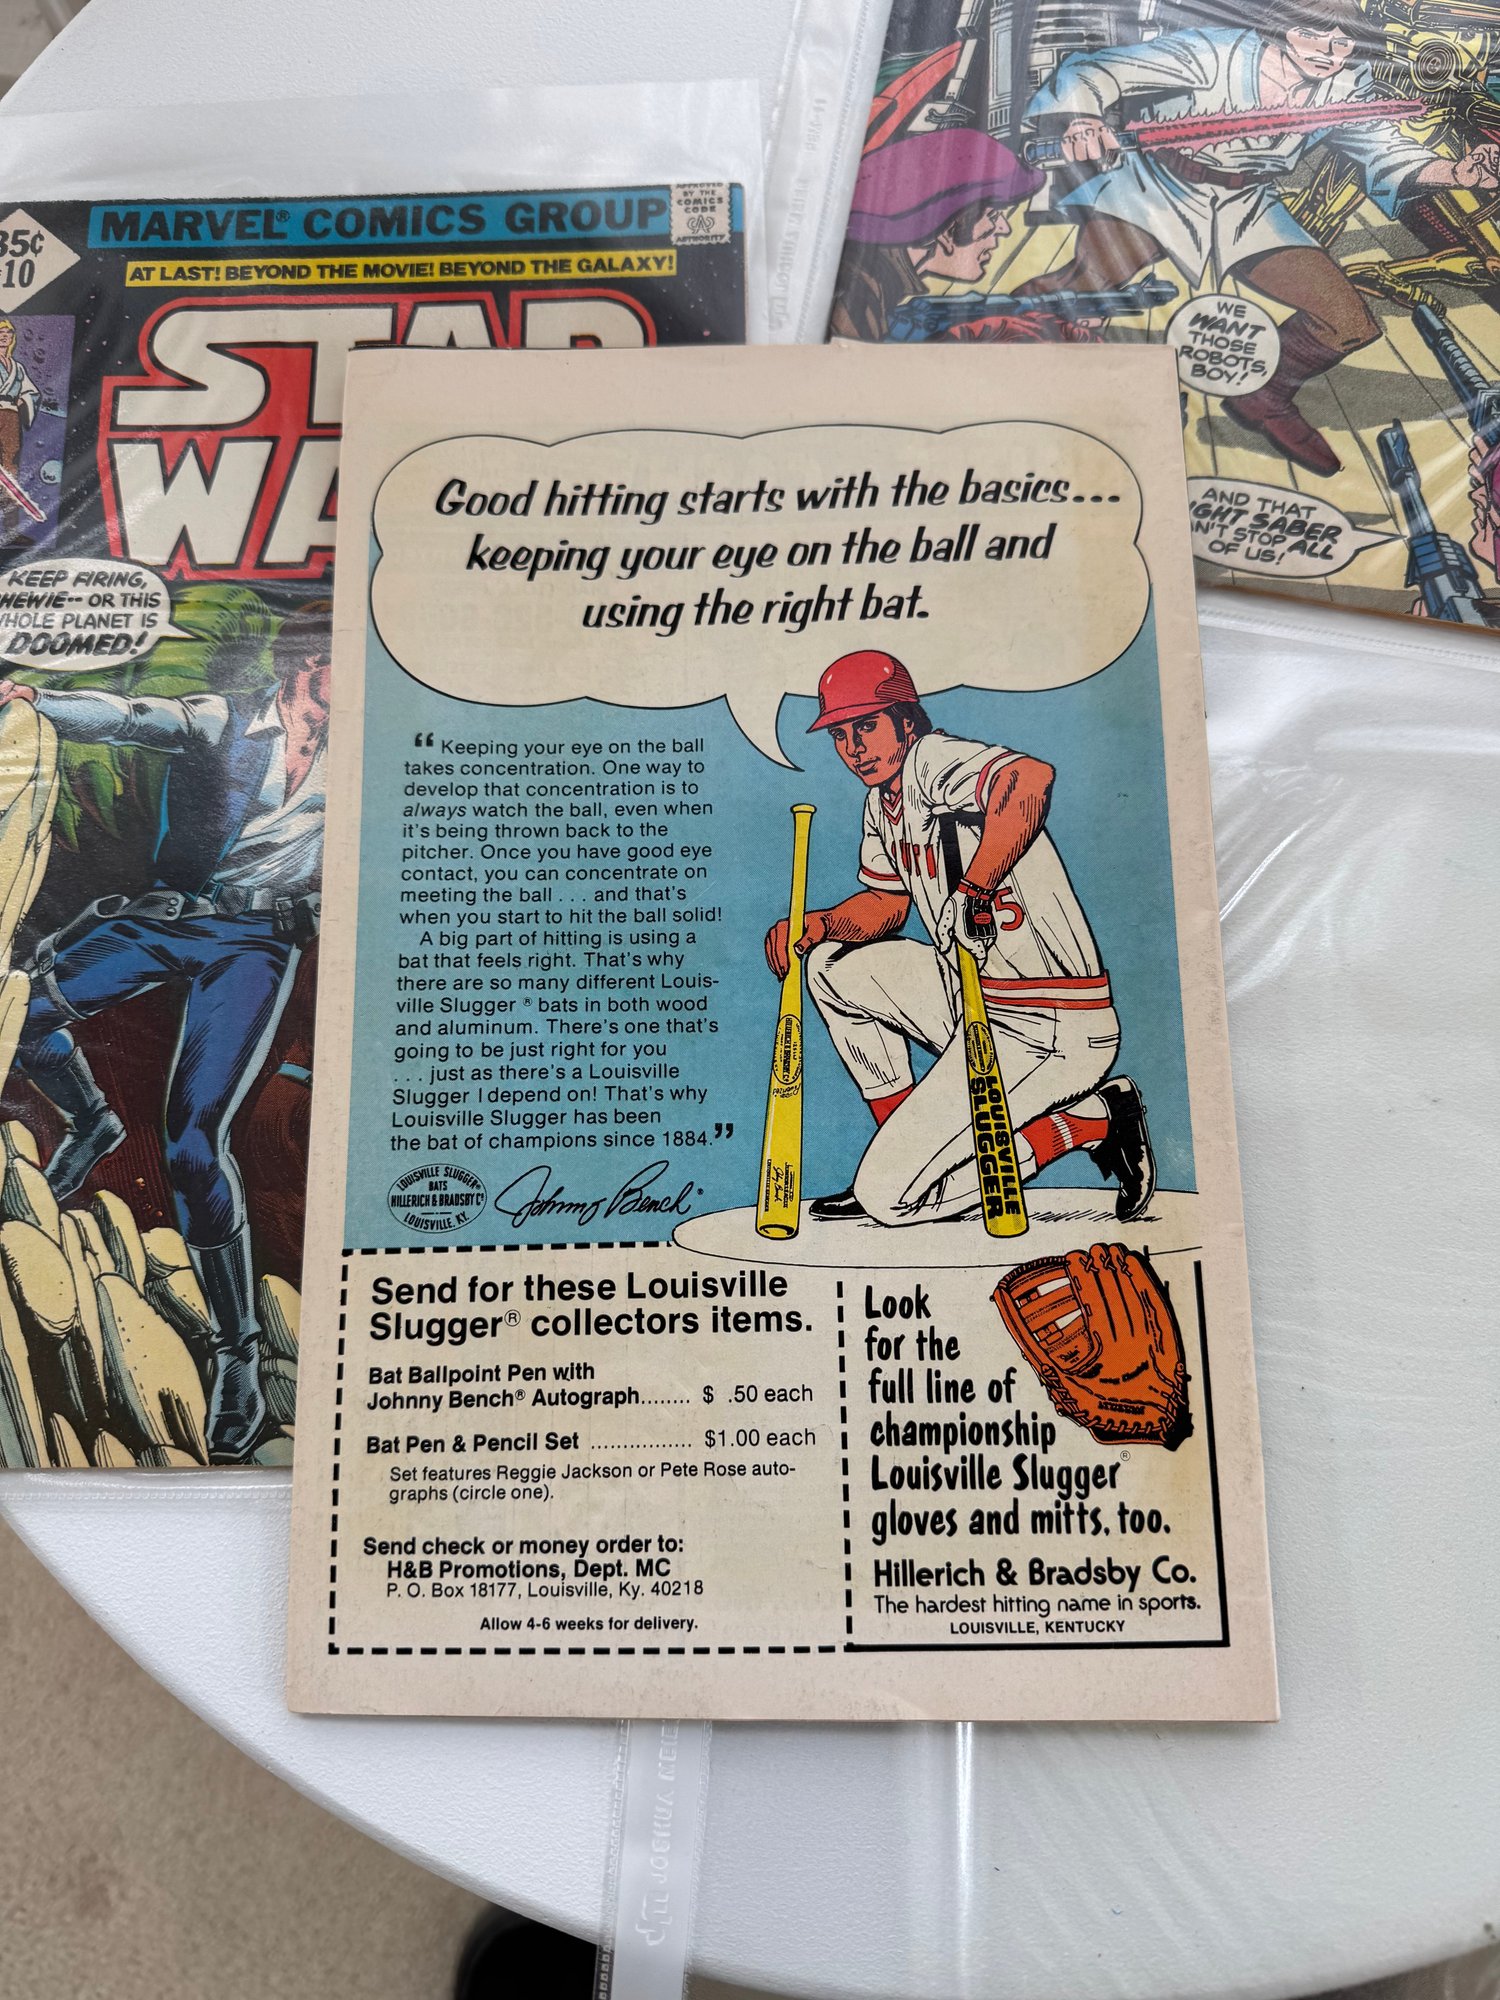 MARVEL® COMICS GROUP
APPROVED
BY THE
COMICS
CODE
CA
AUTHORITY
35¢
10
AT LAST! BEYOND THE MOVIE! BEYOND THE GALAXY!
STAR
WA
KEEP FIRING,
HEWIE-- OR THIS
WHOLE PLANET IS
DOOMED!
WE
WANT
THOSE
ROBOTS,
BOY!
AND THAT
IGHT SABER
N'T STOP ALL
OF US!
Good hitting starts with the basics...
keeping your eye on the ball and
using the right bat.
“ Keeping your eye on the ball
takes concentration. One way to
develop that concentration is to
always watch the ball, even when
it's being thrown back to the
pitcher. Once you have good eye
contact, you can concentrate on
meeting the ball . . . and that's
when you start to hit the ball solid!
A big part of hitting is using a
bat that feels right. That's why
there are so many different Louis-
ville Slugger ® bats in both wood
and aluminum. There's one that's
going to be just right for you
. . . just as there's a Louisville
Slugger I depend on! That's why
Louisville Slugger has been
the bat of champions since 1884.”
LOUISVILLE SLUGGER®
BATS
HILLERICH & BRADSBY Cº
LOUISVILLE, KY.
Johnny Bench®
5
LOUISVILLE
SLUGGER
Send for these Louisville
Slugger® collectors items.
Bat Ballpoint Pen with
Johnny Bench® Autograph........ $ .50 each
Bat Pen & Pencil Set ................ $1.00 each
Set features Reggie Jackson or Pete Rose auto-
graphs (circle one).
Send check or money order to:
H&B Promotions, Dept. MC
P. O. Box 18177, Louisville, Ky. 40218
Allow 4-6 weeks for delivery.
Look
for the
full line of
championship
Louisville Slugger®
gloves and mitts, too.
Hillerich & Bradsby Co.
The hardest hitting name in sports.
LOUISVILLE, KENTUCKY